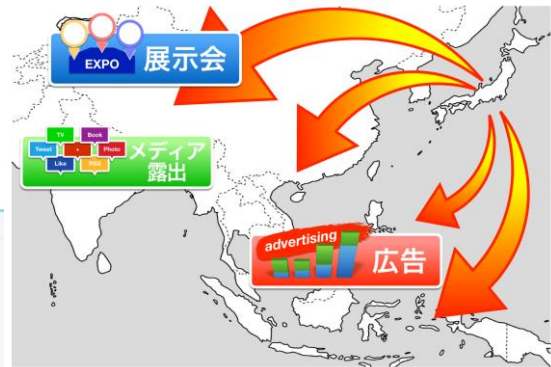 EXPO 展示会
TV Book
Tweet + Photo
Like RSS
メディア
露出
advertising
広告